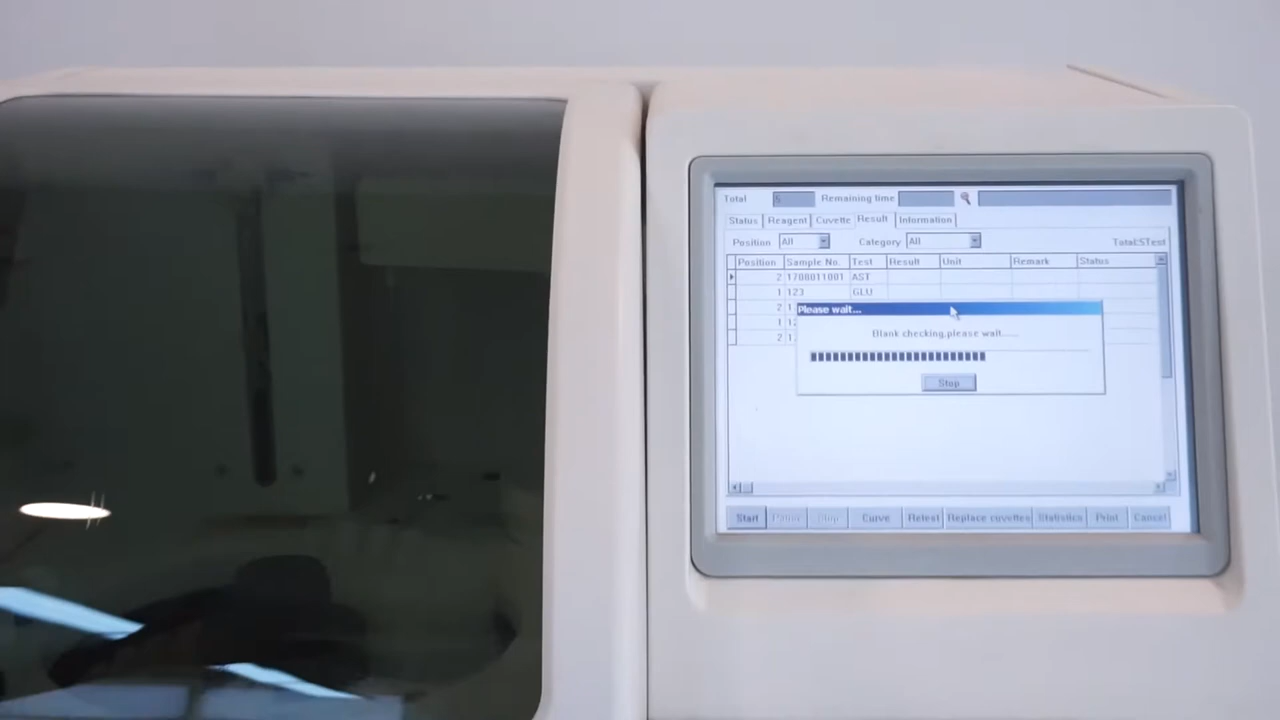 Total 5 Remaining time
Status Reagent Cuvette Result Information
Position All Category All Total:5Test
Position Sample No. Test Result Unit Remark Status
2 1708011001 AST
1 123 GLU
2
1
2
Please wait...
Blank checking,please wait......
Stop
Start Pause Stop Curve Retest Replace cuvettes Statistics Print Cancel